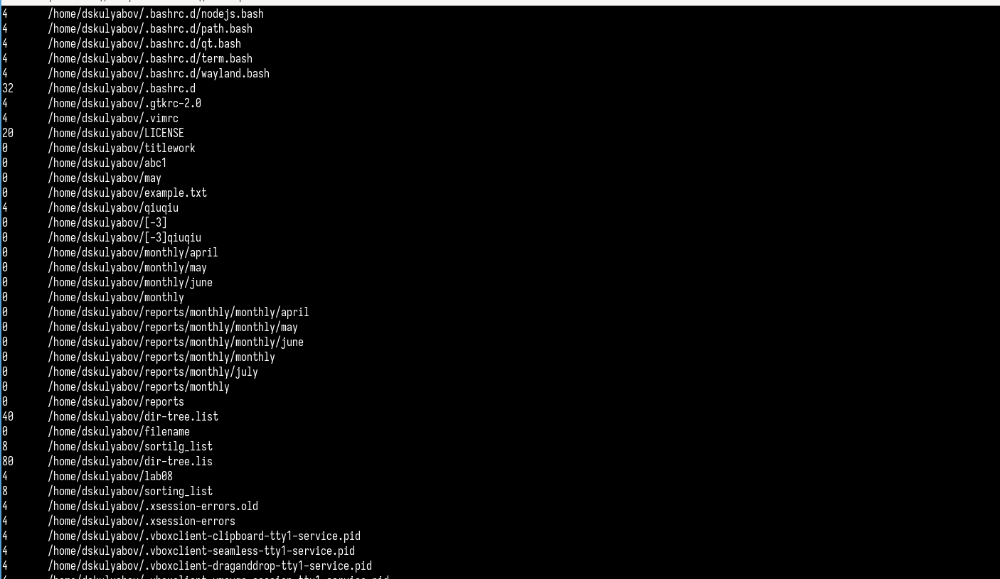 4 /home/dskulyabov/.bashrc.d/nodejs.bash
4 /home/dskulyabov/.bashrc.d/path.bash
4 /home/dskulyabov/.bashrc.d/qt.bash
4 /home/dskulyabov/.bashrc.d/term.bash
4 /home/dskulyabov/.bashrc.d/wayland.bash
32 /home/dskulyabov/.bashrc.d
4 /home/dskulyabov/.gtkrc-2.0
4 /home/dskulyabov/.vimrc
20 /home/dskulyabov/LICENSE
0 /home/dskulyabov/titlework
0 /home/dskulyabov/abc1
0 /home/dskulyabov/may
0 /home/dskulyabov/example.txt
4 /home/dskulyabov/qiuqiu
0 /home/dskulyabov/[-3]
0 /home/dskulyabov/[-3]qiuqiu
0 /home/dskulyabov/monthly/april
0 /home/dskulyabov/monthly/may
0 /home/dskulyabov/monthly/june
0 /home/dskulyabov/monthly
0 /home/dskulyabov/reports/monthly/monthly/april
0 /home/dskulyabov/reports/monthly/monthly/may
0 /home/dskulyabov/reports/monthly/monthly/june
0 /home/dskulyabov/reports/monthly/monthly
0 /home/dskulyabov/reports/monthly/july
0 /home/dskulyabov/reports/monthly
0 /home/dskulyabov/reports
40 /home/dskulyabov/dir-tree.list
0 /home/dskulyabov/filename
8 /home/dskulyabov/sortilg_list
80 /home/dskulyabov/dir-tree.lis
4 /home/dskulyabov/lab08
8 /home/dskulyabov/sorting_list
4 /home/dskulyabov/.xsession-errors.old
4 /home/dskulyabov/.xsession-errors
4 /home/dskulyabov/.vboxclient-clipboard-tty1-service.pid
4 /home/dskulyabov/.vboxclient-seamless-tty1-service.pid
4 /home/dskulyabov/.vboxclient-draganddrop-tty1-service.pid